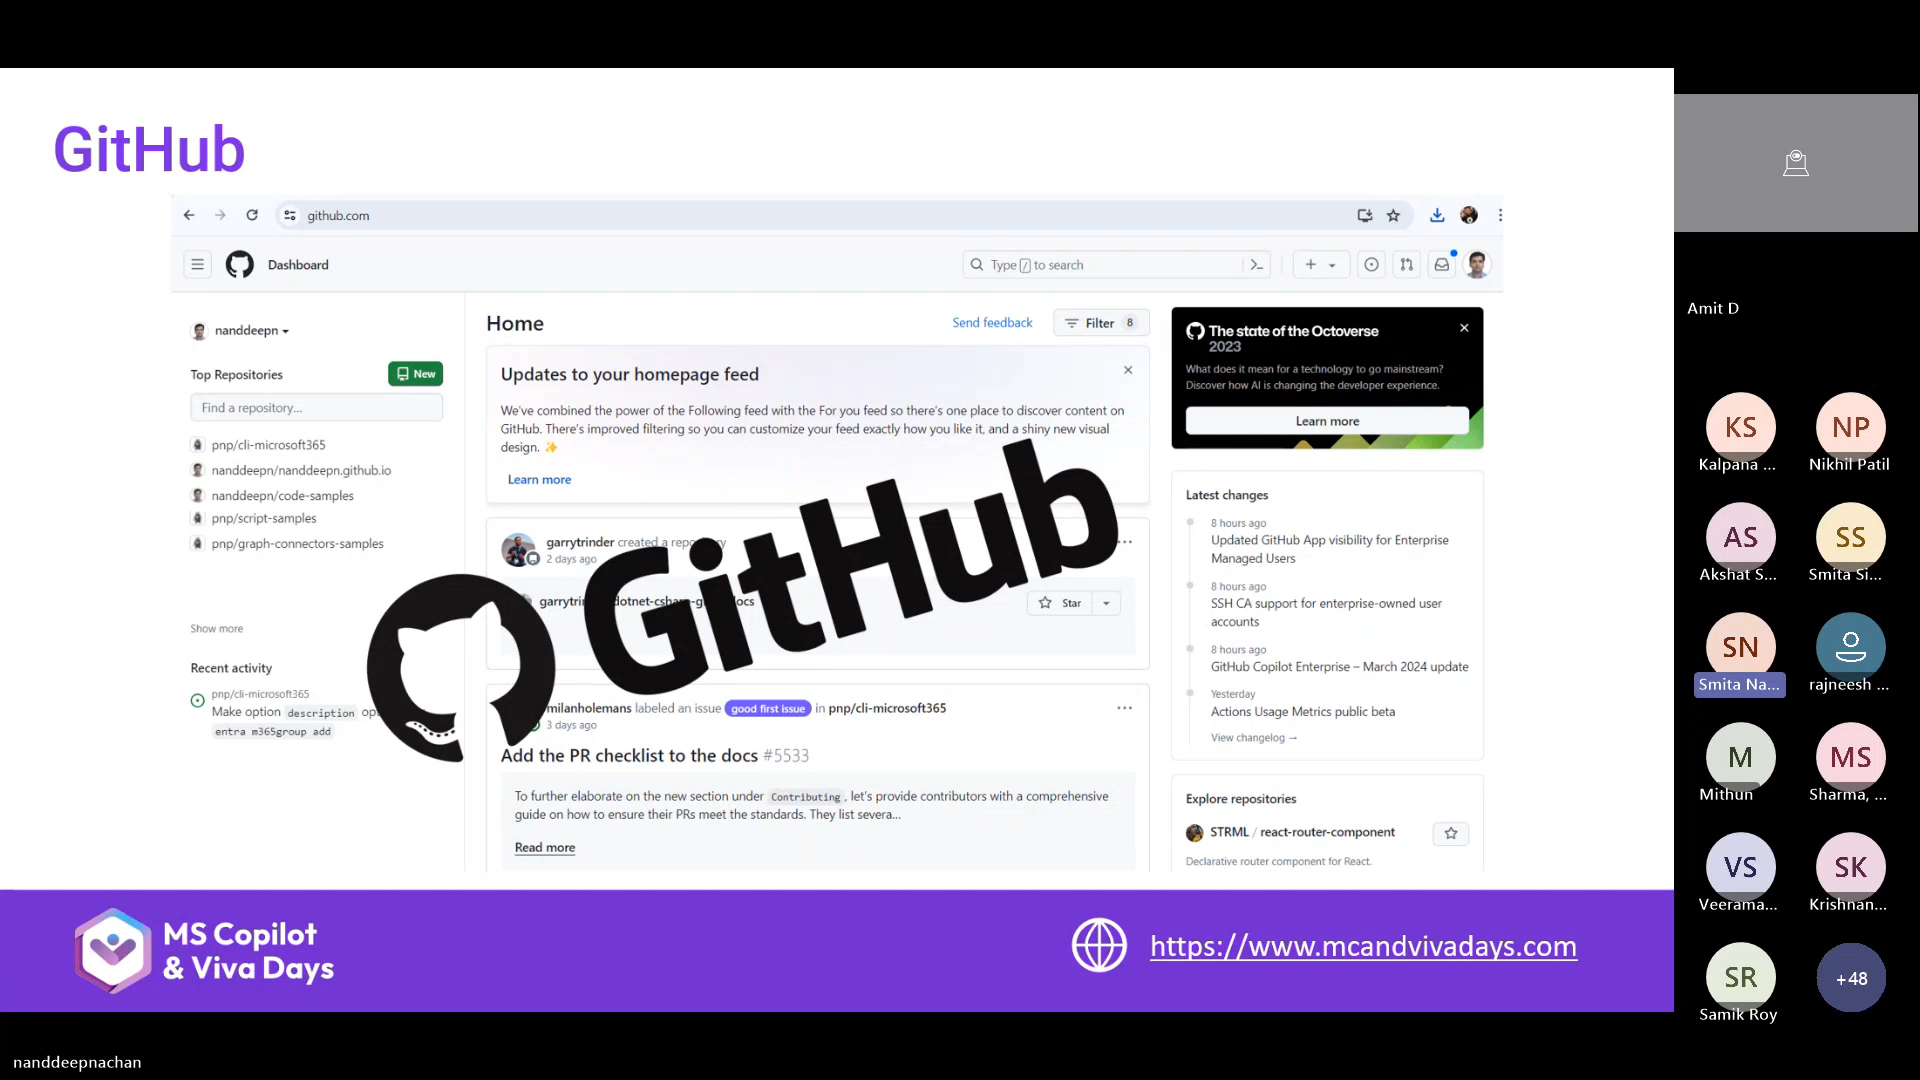 GitHub
github.com
Dashboard
Type / to search
nanddeepn
Top Repositories
New
Find a repository...
pnp/cli-microsoft365
nanddeepn/nanddeepn.github.io
nanddeepn/code-samples
pnp/script-samples
pnp/graph-connectors-samples
Show more
Recent activity
pnp/cli-microsoft365
Make option description
entra m365group add
Home
Send feedback
Filter 8
Updates to your homepage feed
We've combined the power of the Following feed with the For you feed so there's one place to discover content on
GitHub. There's improved filtering so you can customize your feed exactly how you like it, and a shiny new visual
design. ✨
Learn more
garrytrinder created a repository
2 days ago
Star
GitHub
milanholemans labeled an issue good first issue in pnp/cli-microsoft365
3 days ago
Add the PR checklist to the docs #5533
To further elaborate on the new section under Contributing, let's provide contributors with a comprehensive
guide on how to ensure their PRs meet the standards. They list severa...
Read more
The state of the Octoverse
2023
What does it mean for a technology to go mainstream?
Discover how AI is changing the developer experience.
Learn more
Latest changes
8 hours ago
Updated GitHub App visibility for Enterprise
Managed Users
8 hours ago
SSH CA support for enterprise-owned user
accounts
8 hours ago
GitHub Copilot Enterprise – March 2024 update
Yesterday
Actions Usage Metrics public beta
View changelog →
Explore repositories
STRML / react-router-component
Declarative router component for React.
MS Copilot
& Viva Days
https://www.mcandvivadays.com
nanddeepnachan
Amit D
KS
Kalpana ...
NP
Nikhil Patil
AS
Akshat S...
SS
Smita Si...
SN
Smita Na...
rajneesh ...
M
Mithun
MS
Sharma, ...
VS
Veerama...
SK
Krishnan...
SR
Samik Roy
+48